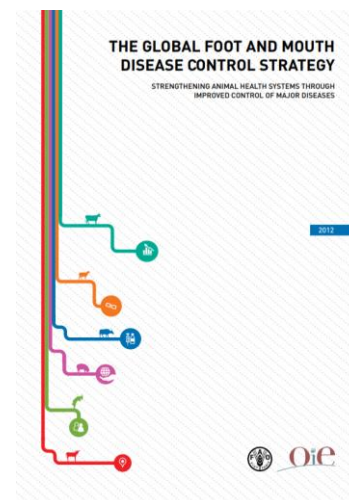 THE GLOBAL FOOT AND MOUTH
DISEASE CONTROL STRATEGY
STRENGTHENING ANIMAL HEALTH SYSTEMS THROUGH
IMPROVED CONTROL OF MAJOR DISEASES
2012
Oie